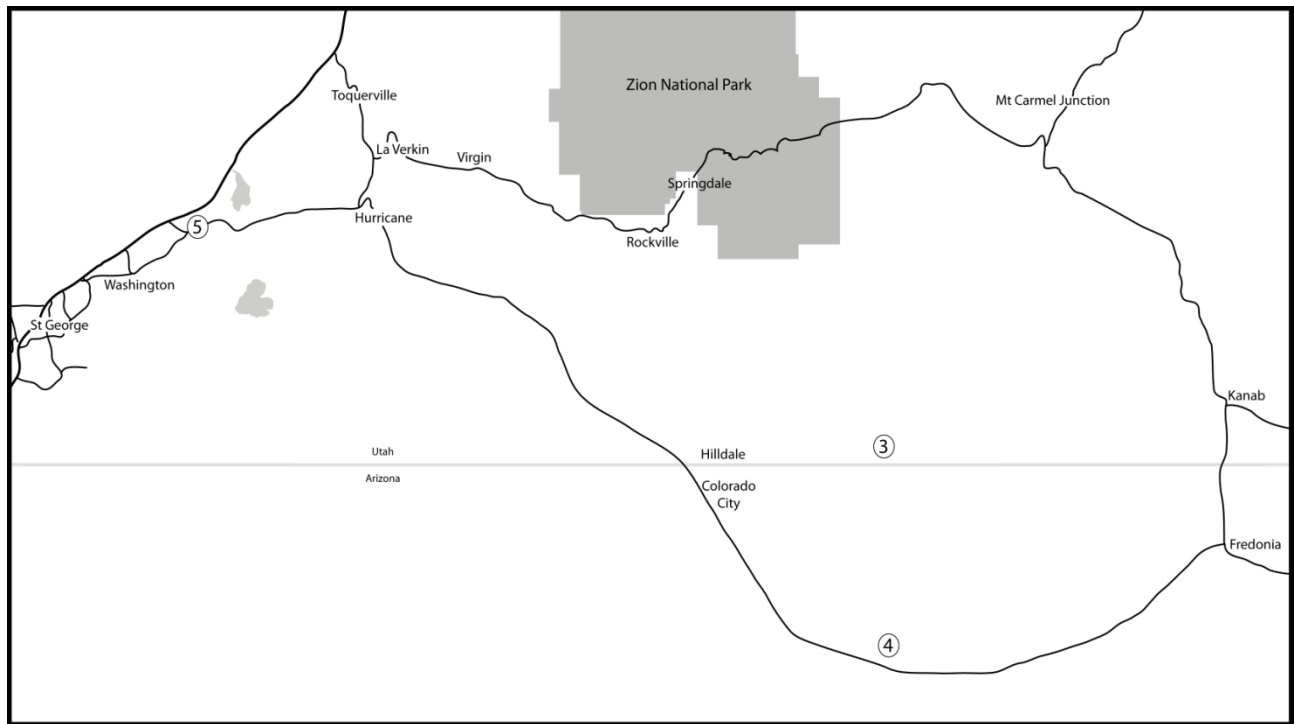 Zion National Park
Toquerville
Mt Carmel Junction
La Verkin
Virgin
Springdale
Hurricane
5
Rockville
Washington
St George
Kanab
3
Utah
Hilldale
Arizona
Colorado
City
Fredonia
4